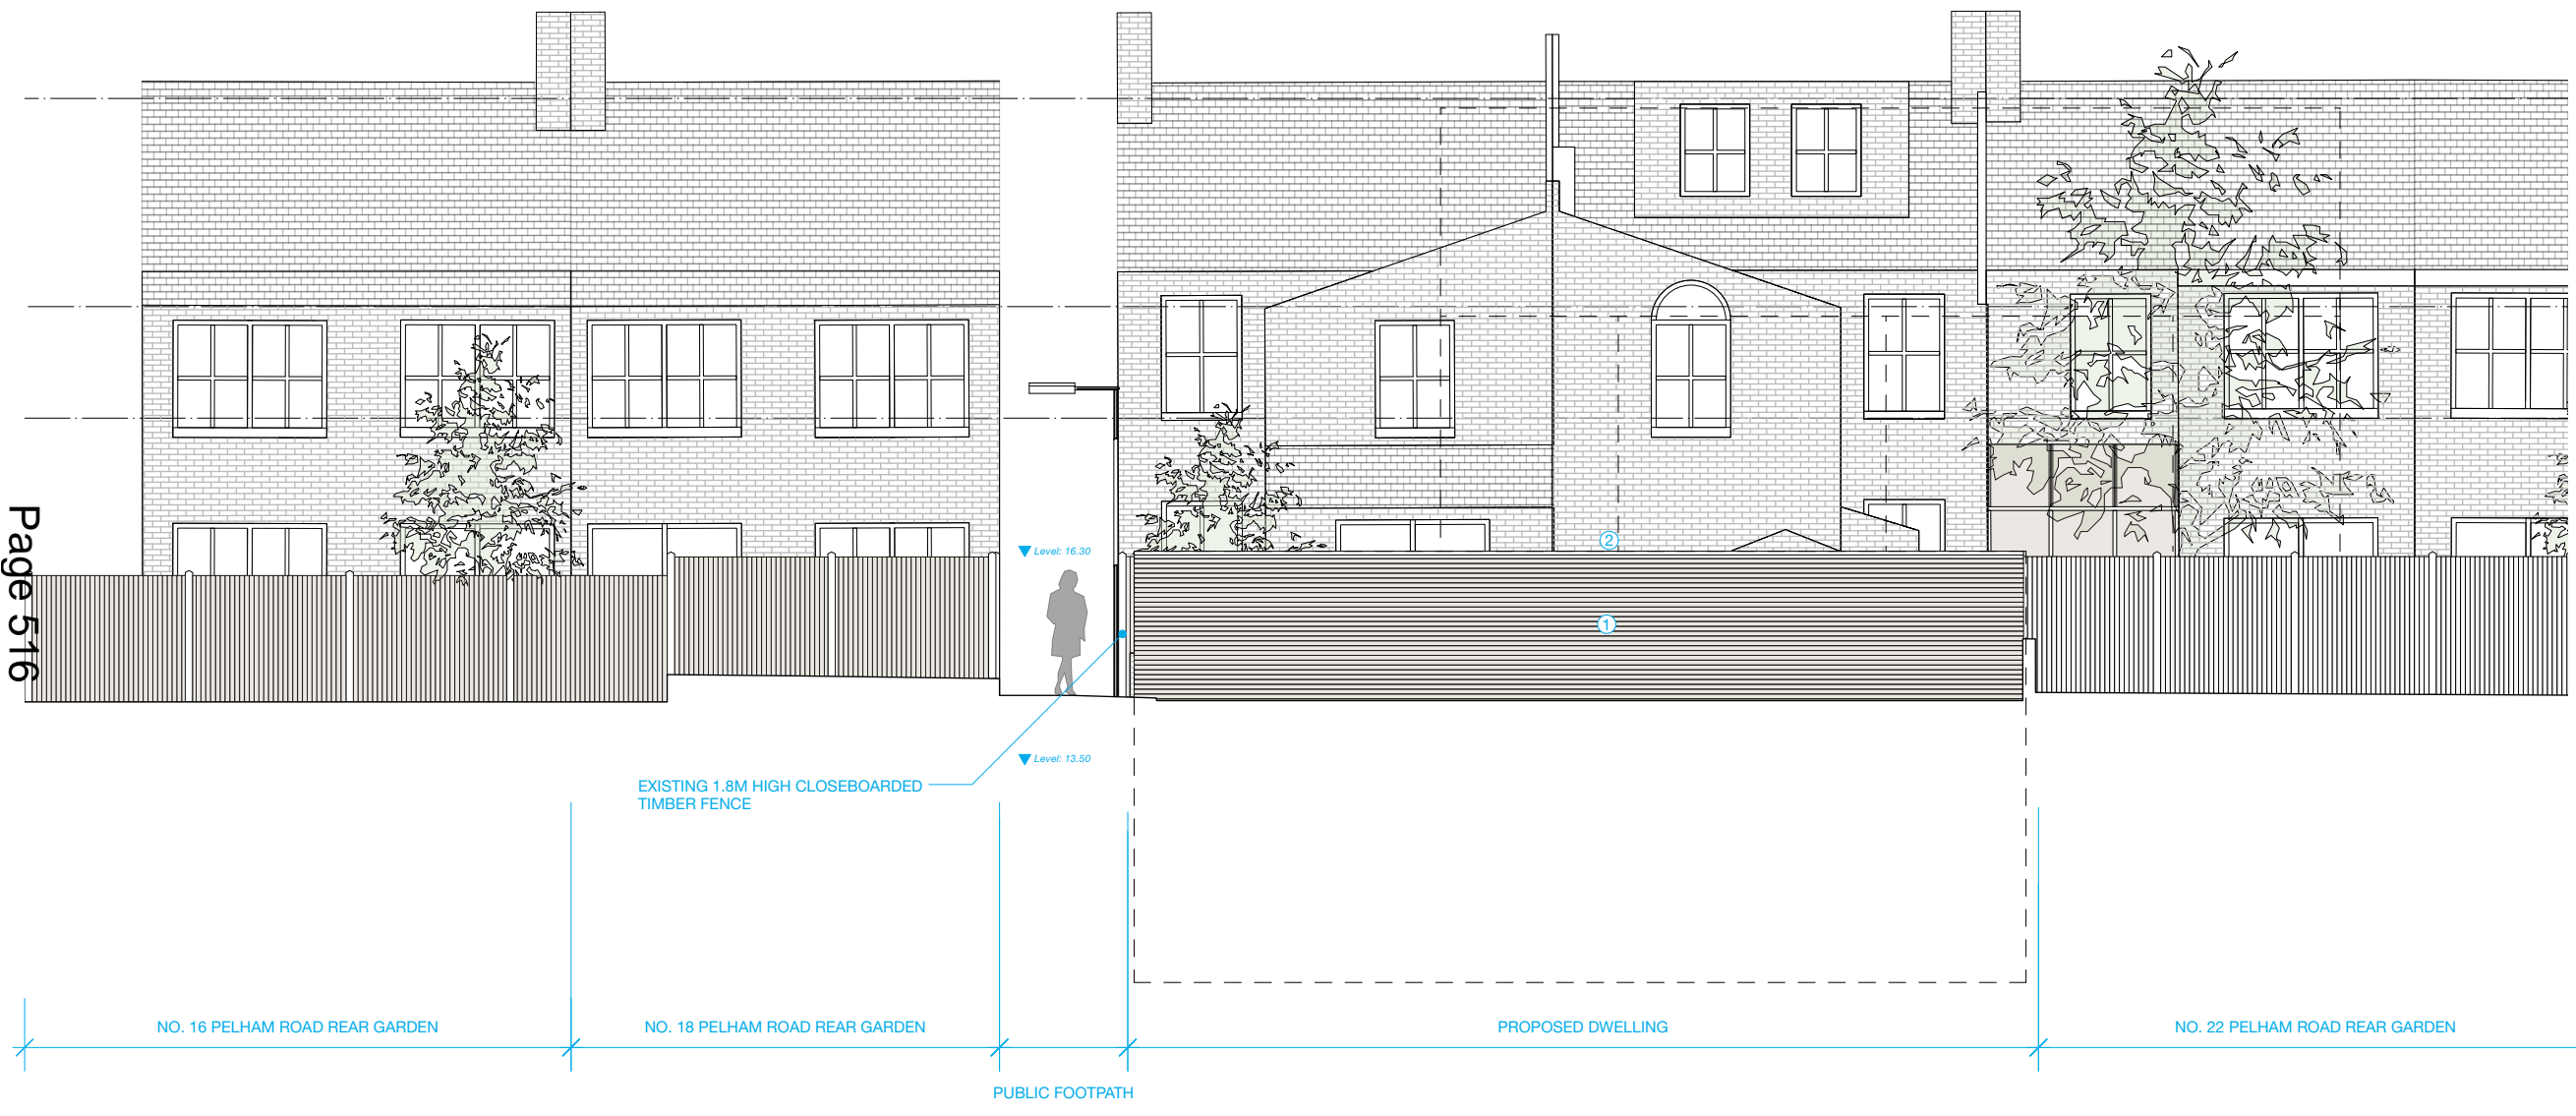 Page 516
Level: 16.30
2
1
Level: 13.50
EXISTING 1.8M HIGH CLOSEBOARDED
TIMBER FENCE
NO. 16 PELHAM ROAD REAR GARDEN
NO. 18 PELHAM ROAD REAR GARDEN
PROPOSED DWELLING
NO. 22 PELHAM ROAD REAR GARDEN
PUBLIC FOOTPATH